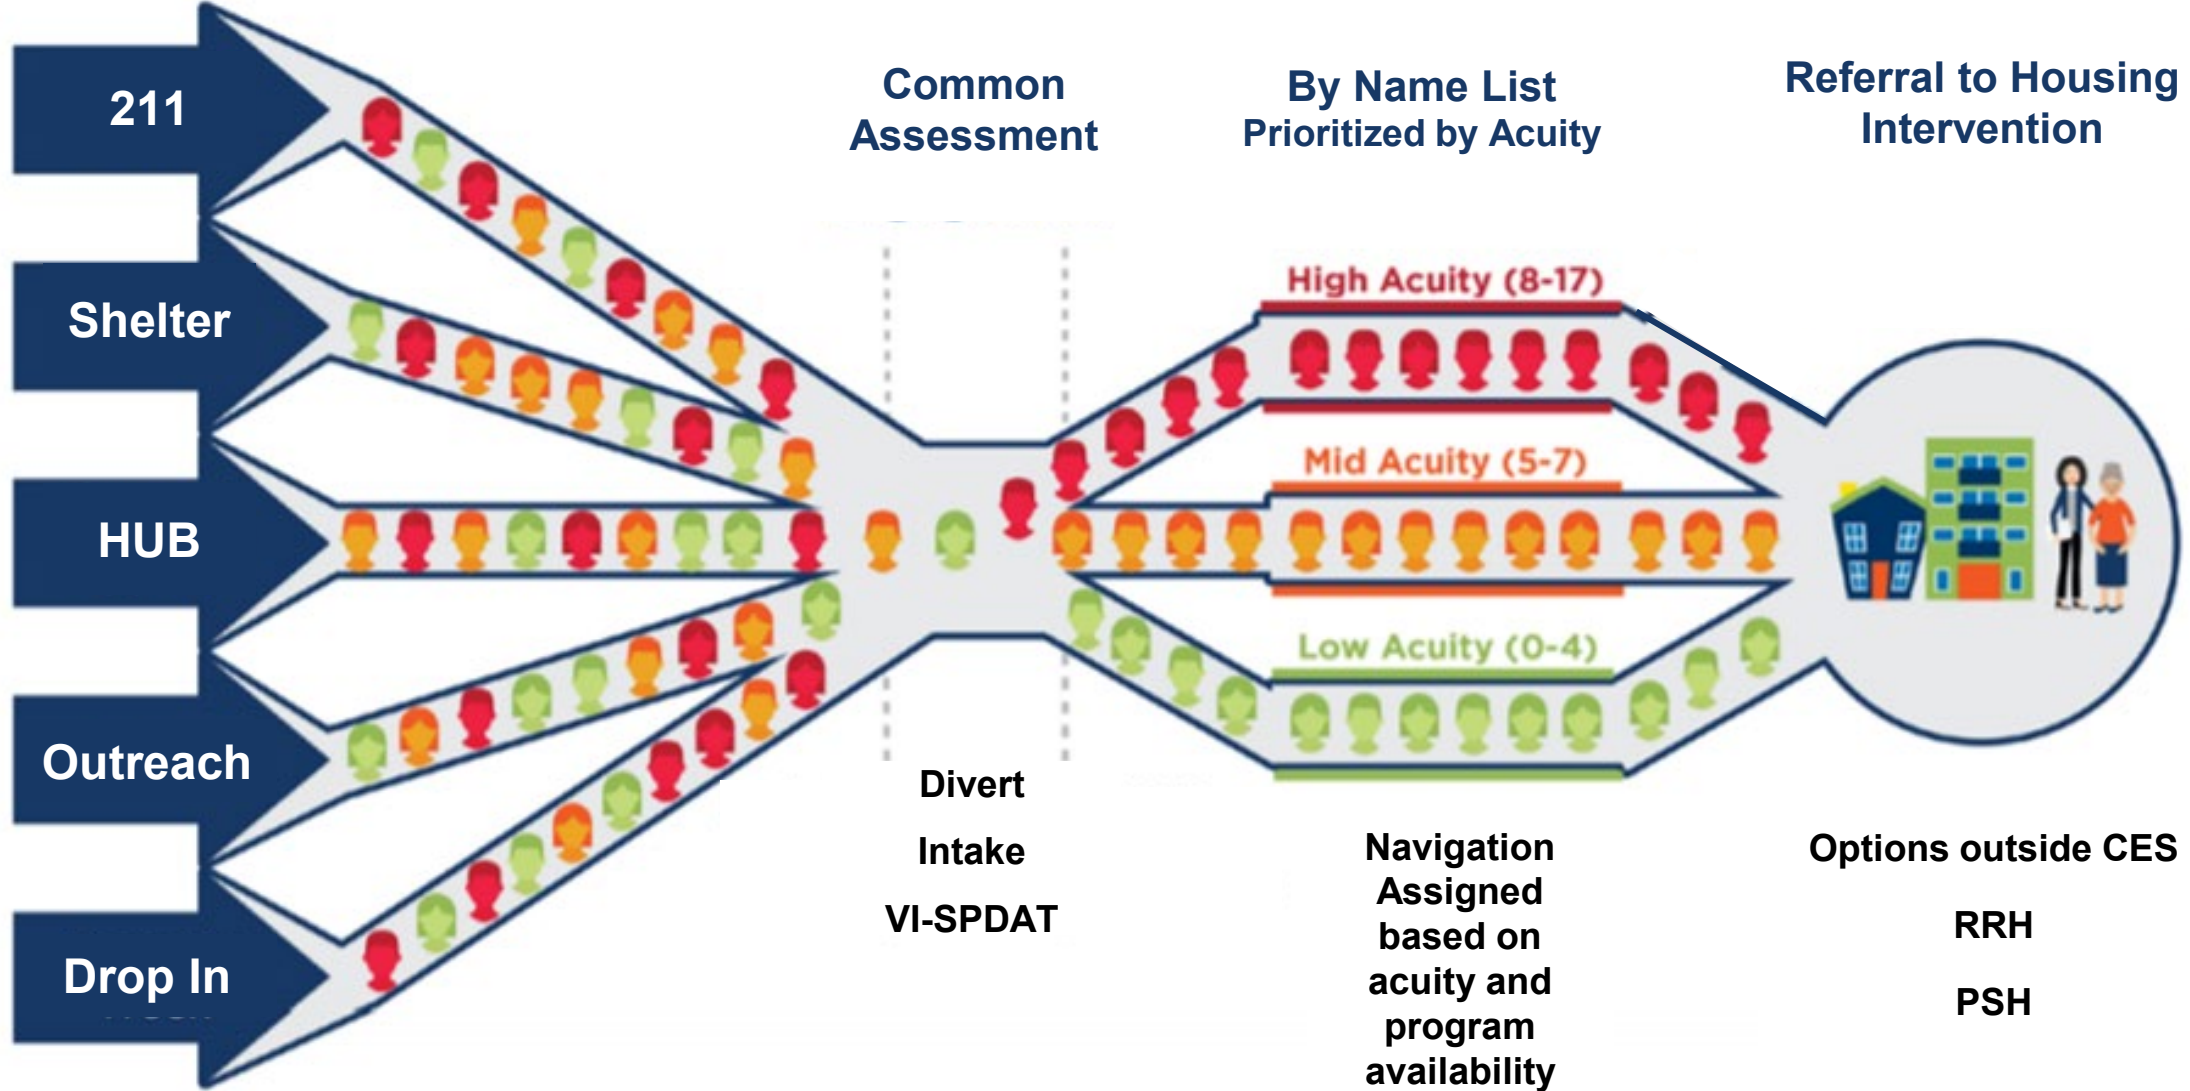 211
Shelter
HUB
Outreach
Drop In
Common
Assessment
Divert
Intake
VI-SPDAT
By Name List
Prioritized by Acuity
High Acuity (8-17)
Mid Acuity (5-7)
Low Acuity (0-4)
Navigation
Assigned
based on
acuity and
program
availability
Referral to Housing
Intervention
Options outside CES
RRH
PSH